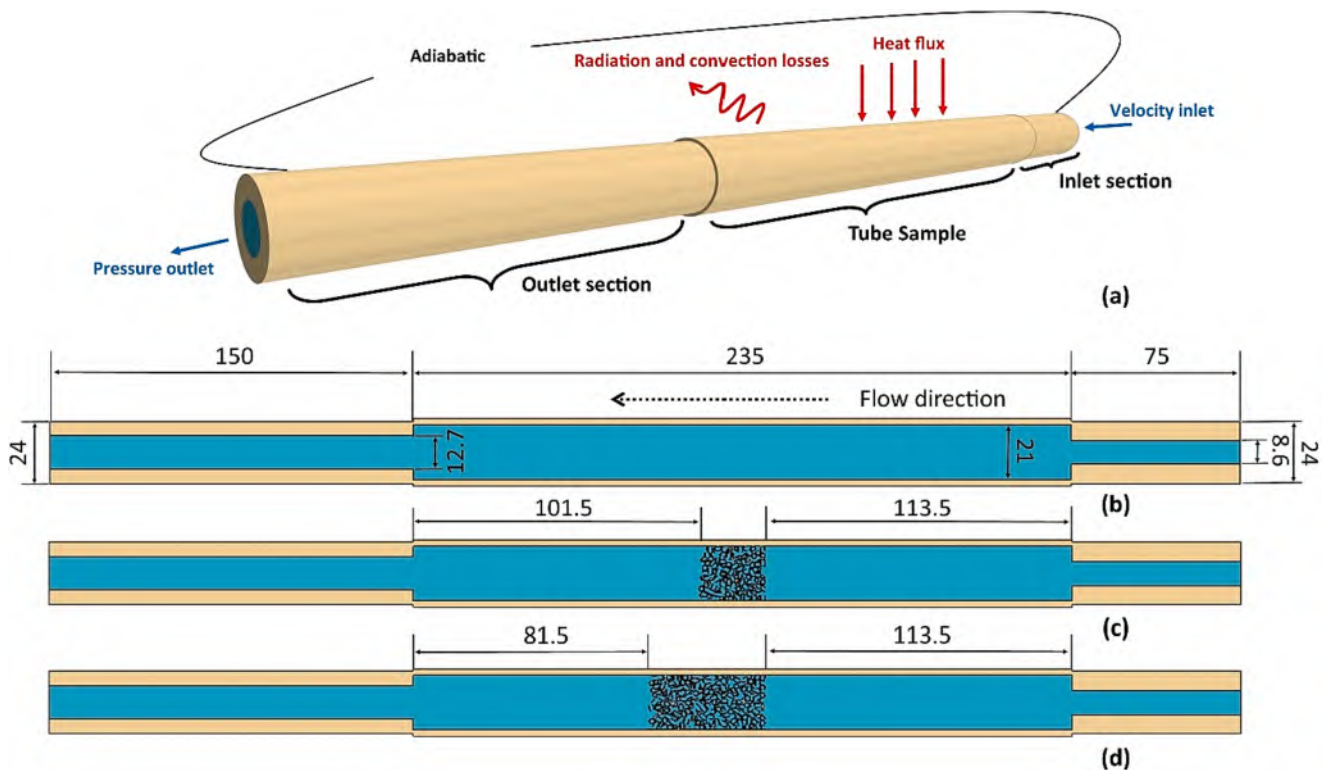 Adiabatic
Heat flux
Radiation and convection losses
Velocity inlet
Inlet section
Tube Sample
Pressure outlet
Outlet section
(a)
150
235
75
Flow direction
24
12.7
21
8.6
24
(b)
101.5
113.5
(c)
81.5
113.5
(d)